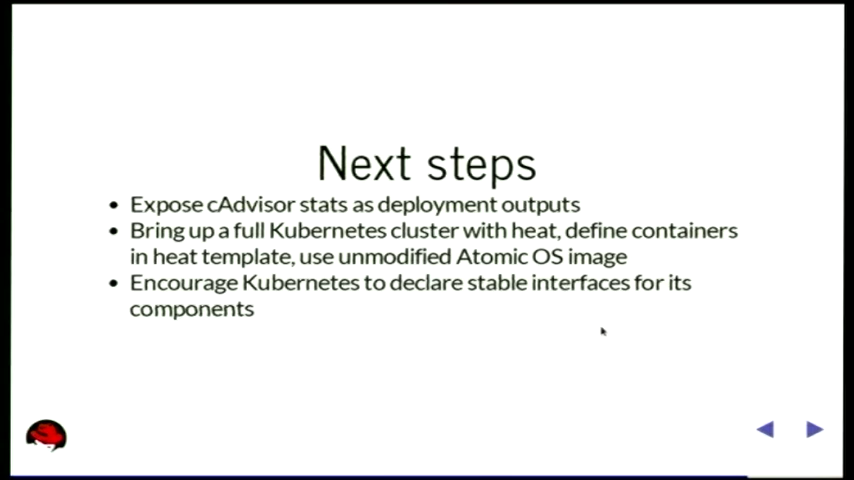 Next steps
• Expose cAdvisor stats as deployment outputs
• Bring up a full Kubernetes cluster with heat, define containers
in heat template, use unmodified Atomic OS image
• Encourage Kubernetes to declare stable interfaces for its
components